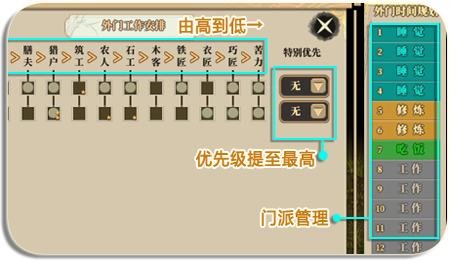 外门工作安排
由高到低→
膳夫 > 猎户 > 筑工 > 农人 > 石工 > 木客 > 铁匠 > 衣匠 > 巧匠 > 苦力
特别优先
无
无
优先级提至最高
门派管理
外门时间规划
1 睡觉
2 睡觉
3 睡觉
4 睡觉
5 修炼
6 修炼
7 吃饭
8 工作
9 工作
10 工作
11 工作
12 工作